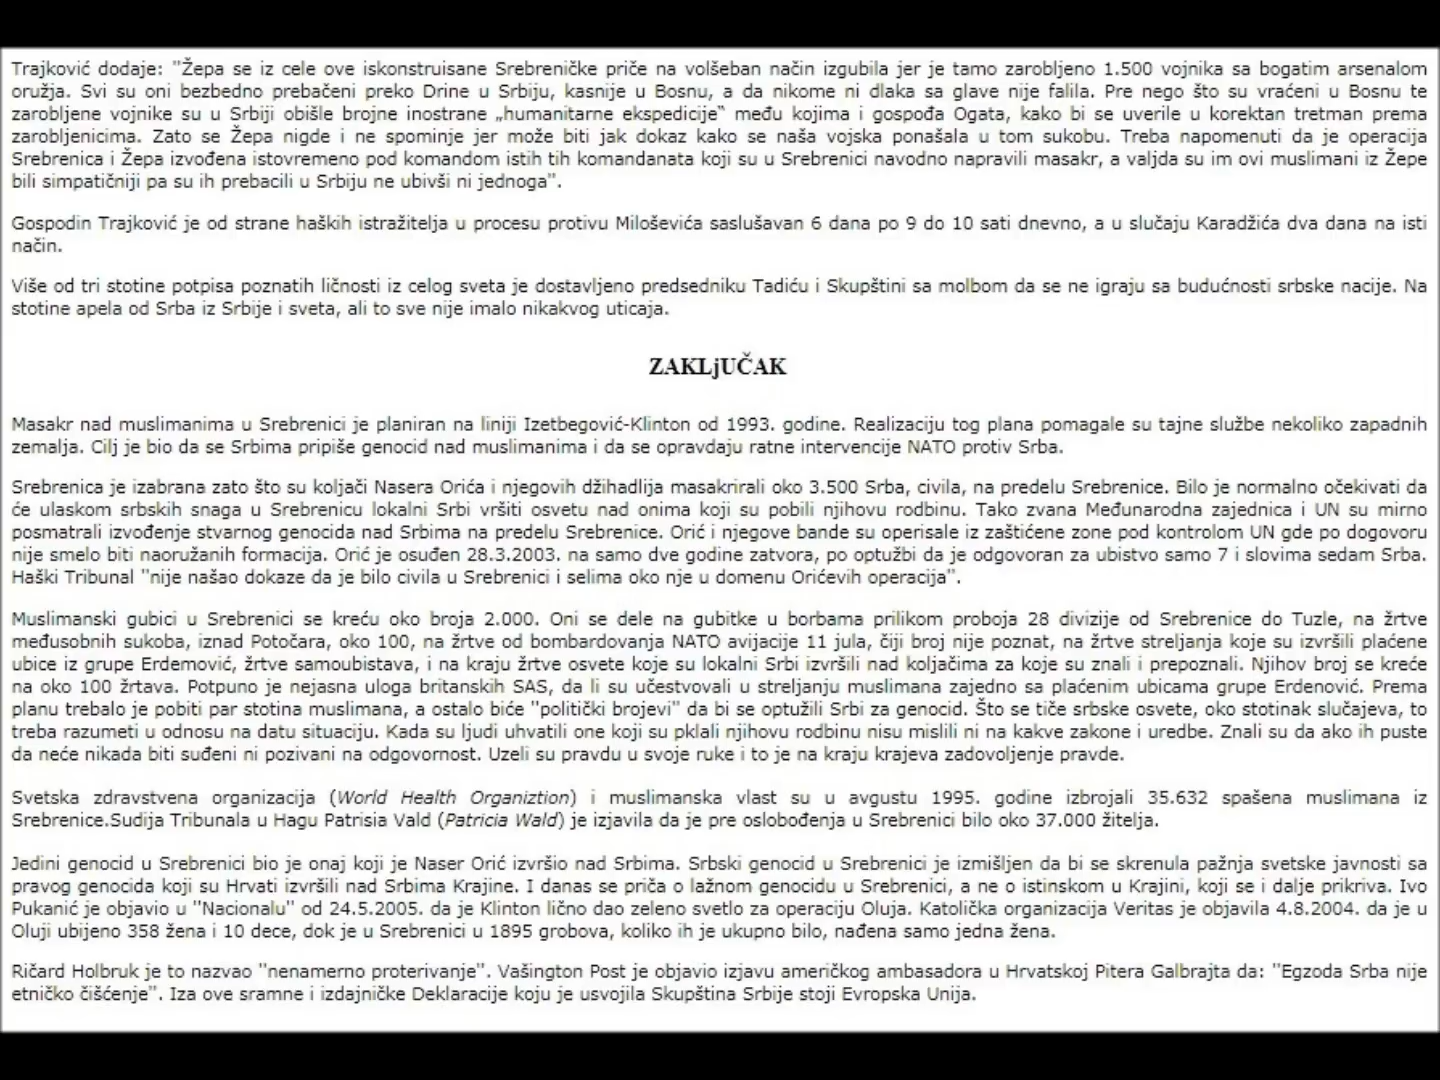 Trajković dodaje: "Žepa se iz cele ove iskonstruisane Srebreničke priče na volšeban način izgubila jer je tamo zarobljeno 1.500 vojnika sa bogatim arsenalom
oružja. Svi su oni bezbedno prebačeni preko Drine u Srbiju, kasnije u Bosnu, a da nikome ni dlaka sa glave nije falila. Pre nego što su vraćeni u Bosnu te
zarobljene vojnike su u Srbiji obišle brojne inostrane „humanitarne ekspedicije" među kojima i gospođa Ogata, kako bi se uverile u korektan tretman prema
zarobljenicima. Zato se Žepa nigde i ne spominje jer može biti jak dokaz kako se naša vojska ponašala u tom sukobu. Treba napomenuti da je operacija
Srebrenica i Žepa izvođena istovremeno pod komandom istih tih komandanata koji su u Srebrenici navodno napravili masakr, a valjda su im ovi muslimani iz Žepe
bili simpatičniji pa su ih prebacili u Srbiju ne ubivši ni jednoga".
Gospodin Trajković je od strane haških istražitelja u procesu protivu Miloševića saslušavan 6 dana po 9 do 10 sati dnevno, a u slučaju Karadžića dva dana na isti
način.
Više od tri stotine potpisa poznatih ličnosti iz celog sveta je dostavljeno predsedniku Tadiću i Skupštini sa molbom da se ne igraju sa budućnosti srbske nacije. Na
stotine apela od Srba iz Srbije i sveta, ali to sve nije imalo nikakvog uticaja.
ZAKLjUČAK
Masakr nad muslimanima u Srebrenici je planiran na liniji Izetbegović-Klinton od 1993. godine. Realizaciju tog plana pomagale su tajne službe nekoliko zapadnih
zemalja. Cilj je bio da se Srbima pripiše genocid nad muslimanima i da se opravdaju ratne intervencije NATO protiv Srba.
Srebrenica je izabrana zato što su koljači Nasera Orića i njegovih džihadlija masakrirali oko 3.500 Srba, civila, na predelu Srebrenice. Bilo je normalno očekivati da
će ulaskom srbskih snaga u Srebrenicu lokalni Srbi vršiti osvetu nad onima koji su pobili njihovu rodbinu. Tako zvana Međunarodna zajednica i UN su mirno
posmatrali izvođenje stvarnog genocida nad Srbima na predelu Srebrenice. Orić i njegove bande su operisale iz zaštićene zone pod kontrolom UN gde po dogovoru
nije smelo biti naoružanih formacija. Orić je osuđen 28.3.2003. na samo dve godine zatvora, po optužbi da je odgovoran za ubistvo samo 7 i slovima sedam Srba.
Haški Tribunal "nije našao dokaze da je bilo civila u Srebrenici i selima oko nje u domenu Orićevih operacija".
Muslimanski gubici u Srebrenici se kreću oko broja 2.000. Oni se dele na gubitke u borbama prilikom proboja 28 divizije od Srebrenice do Tuzle, na žrtve
međusobnih sukoba, iznad Potočara, oko 100, na žrtve od bombardovanja NATO avijacije 11 jula, čiji broj nije poznat, na žrtve streljanja koje su izvršili plaćene
ubice iz grupe Erdemović, žrtve samoubistava, i na kraju žrtve osvete koje su lokalni Srbi izvršili nad koljačima za koje su znali i prepoznali. Njihov broj se kreće
na oko 100 žrtava. Potpuno je nejasna uloga britanskih SAS, da li su učestvovali u streljanju muslimana zajedno sa plaćenim ubicama grupe Erdenović. Prema
planu trebalo je pobiti par stotina muslimana, a ostalo biće "politički brojevi" da bi se optužili Srbi za genocid. Što se tiče srbske osvete, oko stotinak slučajeva, to
treba razumeti u odnosu na datu situaciju. Kada su ljudi uhvatili one koji su pklali njihovu rodbinu nisu mislili ni na kakve zakone i uredbe. Znali su da ako ih puste
da neće nikada biti suđeni ni pozivani na odgovornost. Uzeli su pravdu u svoje ruke i to je na kraju krajeva zadovoljenje pravde.
Svetska zdravstvena organizacija (World Health Organiztion) i muslimanska vlast su u avgustu 1995. godine izbrojali 35.632 spašena muslimana iz
Srebrenice.Sudija Tribunala u Hagu Patrisia Vald (Patricia Wald) je izjavila da je pre oslobođenja u Srebrenici bilo oko 37.000 žitelja.
Jedini genocid u Srebrenici bio je onaj koji je Naser Orić izvršio nad Srbima. Srbski genocid u Srebrenici je izmišljen da bi se skrenula pažnja svetske javnosti sa
pravog genocida koji su Hrvati izvršili nad Srbima Krajine. I danas se priča o lažnom genocidu u Srebrenici, a ne o istinskom u Krajini, koji se i dalje prikriva. Ivo
Pukanić je objavio u "Nacionalu" od 24.5.2005. da je Klinton lično dao zeleno svetlo za operaciju Oluja. Katolička organizacija Veritas je objavila 4.8.2004. da je u
Oluji ubijeno 358 žena i 10 dece, dok je u Srebrenici u 1895 grobova, koliko ih je ukupno bilo, nađena samo jedna žena.
Ričard Holbruk je to nazvao "nenamerno proterivanje". Vašington Post je objavio izjavu američkog ambasadora u Hrvatskoj Pitera Galbrajta da: "Egzoda Srba nije
etničko čišćenje". Iza ove sramne i izdajničke Deklaracije koju je usvojila Skupština Srbije stoji Evropska Unija.